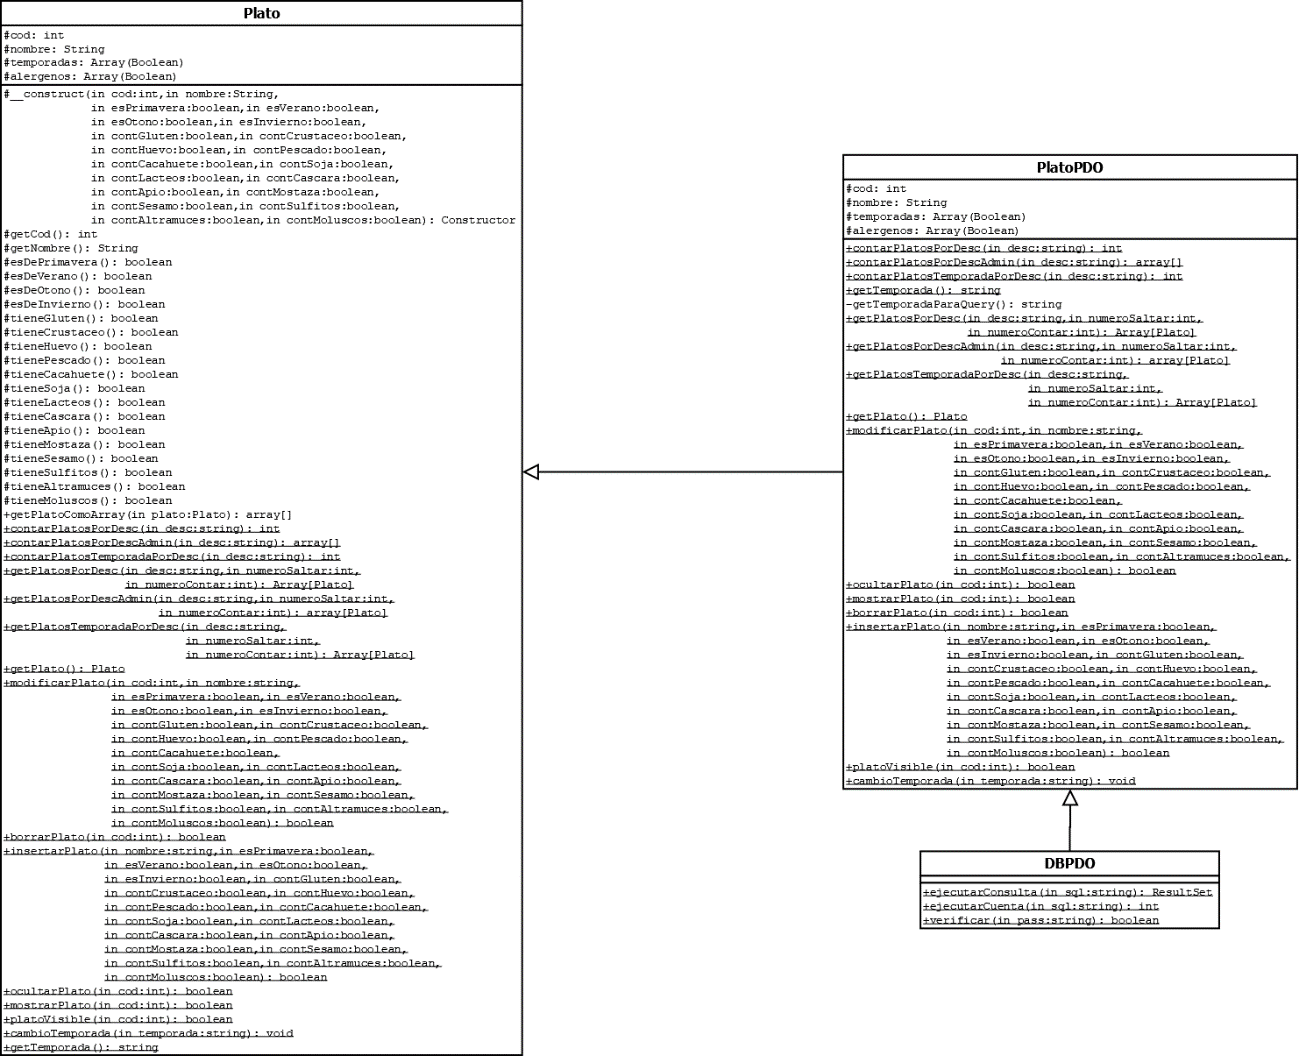 Plato
#cod: int
#nombre: String
#temporadas: Array(Boolean)
#alergenos: Array(Boolean)
#__construct(in cod:int,in nombre:String,
in esPrimavera:boolean,in esVerano:boolean,
in esOtono:boolean,in esInvierno:boolean,
in contGluten:boolean,in contCrustaceo:boolean,
in contHuevo:boolean,in contPescado:boolean,
in contCacahuete:boolean,in contSoja:boolean,
in contLacteos:boolean,in contCascara:boolean,
in contApio:boolean,in contMostaza:boolean,
in contSesamo:boolean,in contSulfitos:boolean,
in contAltramuces:boolean,in contMoluscos:boolean): Constructor
#getCod(): int
#getNombre(): String
#esDePrimavera(): boolean
#esDeVerano(): boolean
#esDeOtono(): boolean
#esDeInvierno(): boolean
#tieneGluten(): boolean
#tieneCrustaceo(): boolean
#tieneHuevo(): boolean
#tienePescado(): boolean
#tieneCacahuete(): boolean
#tieneSoja(): boolean
#tieneLacteos(): boolean
#tieneCascara(): boolean
#tieneApio(): boolean
#tieneMostaza(): boolean
#tieneSesamo(): boolean
#tieneSulfitos(): boolean
#tieneAltramuces(): boolean
#tieneMoluscos(): boolean
+getPlatoComoArray(in plato:Plato): array[]
+contarPlatosPorDesc(in desc:string): int
+contarPlatosPorDescAdmin(in desc:string): array[]
+contarPlatosTemporadaPorDesc(in desc:string): int
+getPlatosPorDesc(in desc:string,in numeroSaltar:int,
in numeroContar:int): Array[Plato]
+getPlatosPorDescAdmin(in desc:string,in numeroSaltar:int,
in numeroContar:int): array[Plato]
+getPlatosTemporadaPorDesc(in desc:string,
in numeroSaltar:int,
in numeroContar:int): Array[Plato]
+getPlato(): Plato
+modificarPlato(in cod:int,in nombre:string,
in esPrimavera:boolean,in esVerano:boolean,
in esOtono:boolean,in esInvierno:boolean,
in contGluten:boolean,in contCrustaceo:boolean,
in contHuevo:boolean,in contPescado:boolean,
in contCacahuete:boolean,
in contSoja:boolean,in contLacteos:boolean,
in contCascara:boolean,in contApio:boolean,
in contMostaza:boolean,in contSesamo:boolean,
in contSulfitos:boolean,in contAltramuces:boolean,
in contMoluscos:boolean): boolean
+borrarPlato(in cod:int): boolean
+insertarPlato(in nombre:string,in esPrimavera:boolean,
in esVerano:boolean,in esOtono:boolean,
in esInvierno:boolean,in contGluten:boolean,
in contCrustaceo:boolean,in contHuevo:boolean,
in contPescado:boolean,in contCacahuete:boolean,
in contSoja:boolean,in contLacteos:boolean,
in contCascara:boolean,in contApio:boolean,
in contMostaza:boolean,in contSesamo:boolean,
in contSulfitos:boolean,in contAltramuces:boolean,
in contMoluscos:boolean): boolean
+ocultarPlato(in cod:int): boolean
+mostrarPlato(in cod:int): boolean
+platoVisible(in cod:int): boolean
+cambioTemporada(in temporada:string): void
+getTemporada(): string
PlatoPDO
#cod: int
#nombre: String
#temporadas: Array(Boolean)
#alergenos: Array(Boolean)
+contarPlatosPorDesc(in desc:string): int
+contarPlatosPorDescAdmin(in desc:string): array[]
+contarPlatosTemporadaPorDesc(in desc:string): int
+getTemporada(): string
-getTemporadaParaQuery(): string
+getPlatosPorDesc(in desc:string,in numeroSaltar:int,
in numeroContar:int): Array[Plato]
+getPlatosPorDescAdmin(in desc:string,in numeroSaltar:int,
in numeroContar:int): array[Plato]
+getPlatosTemporadaPorDesc(in desc:string,
in numeroSaltar:int,
in numeroContar:int): Array[Plato]
+getPlato(): Plato
+modificarPlato(in cod:int,in nombre:string,
in esPrimavera:boolean,in esVerano:boolean,
in esOtono:boolean,in esInvierno:boolean,
in contGluten:boolean,in contCrustaceo:boolean,
in contHuevo:boolean,in contPescado:boolean,
in contCacahuete:boolean,
in contSoja:boolean,in contLacteos:boolean,
in contCascara:boolean,in contApio:boolean,
in contMostaza:boolean,in contSesamo:boolean,
in contSulfitos:boolean,in contAltramuces:boolean,
in contMoluscos:boolean): boolean
+ocultarPlato(in cod:int): boolean
+mostrarPlato(in cod:int): boolean
+borrarPlato(in cod:int): boolean
+insertarPlato(in nombre:string,in esPrimavera:boolean,
in esVerano:boolean,in esOtono:boolean,
in esInvierno:boolean,in contGluten:boolean,
in contCrustaceo:boolean,in contHuevo:boolean,
in contPescado:boolean,in contCacahuete:boolean,
in contSoja:boolean,in contLacteos:boolean,
in contCascara:boolean,in contApio:boolean,
in contMostaza:boolean,in contSesamo:boolean,
in contSulfitos:boolean,in contAltramuces:boolean,
in contMoluscos:boolean): boolean
+platoVisible(in cod:int): boolean
+cambioTemporada(in temporada:string): void
DBPDO
+ejecutarConsulta(in sql:string): ResultSet
+ejecutarCuenta(in sql:string): int
+verificar(in pass:string): boolean